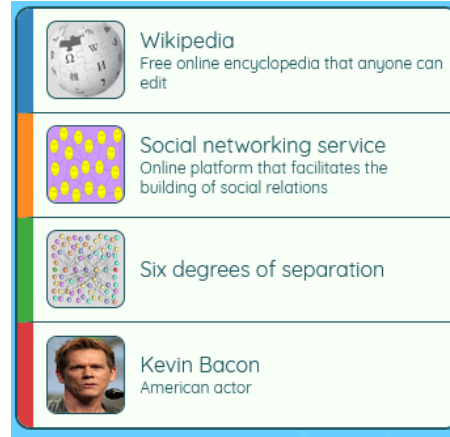 Wikipedia
Free online encyclopedia that anyone can
edit
Social networking service
Online platform that facilitates the
building of social relations
Six degrees of separation
Kevin Bacon
American actor